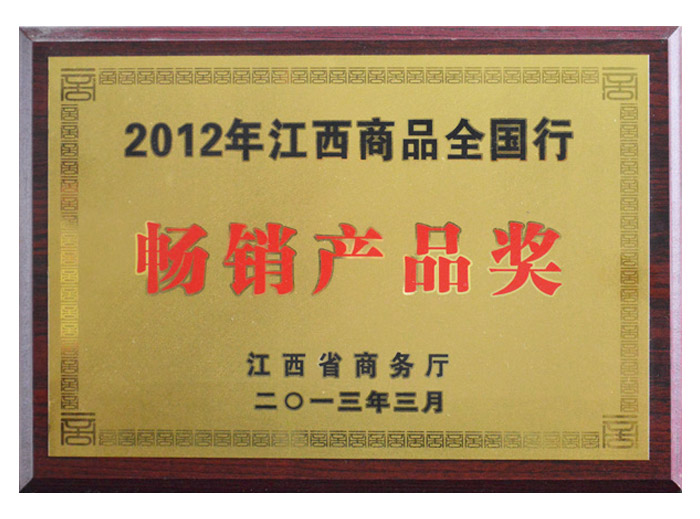 2012年江西商品全国行
畅销产品奖
江西省商务厅
二〇一三年三月